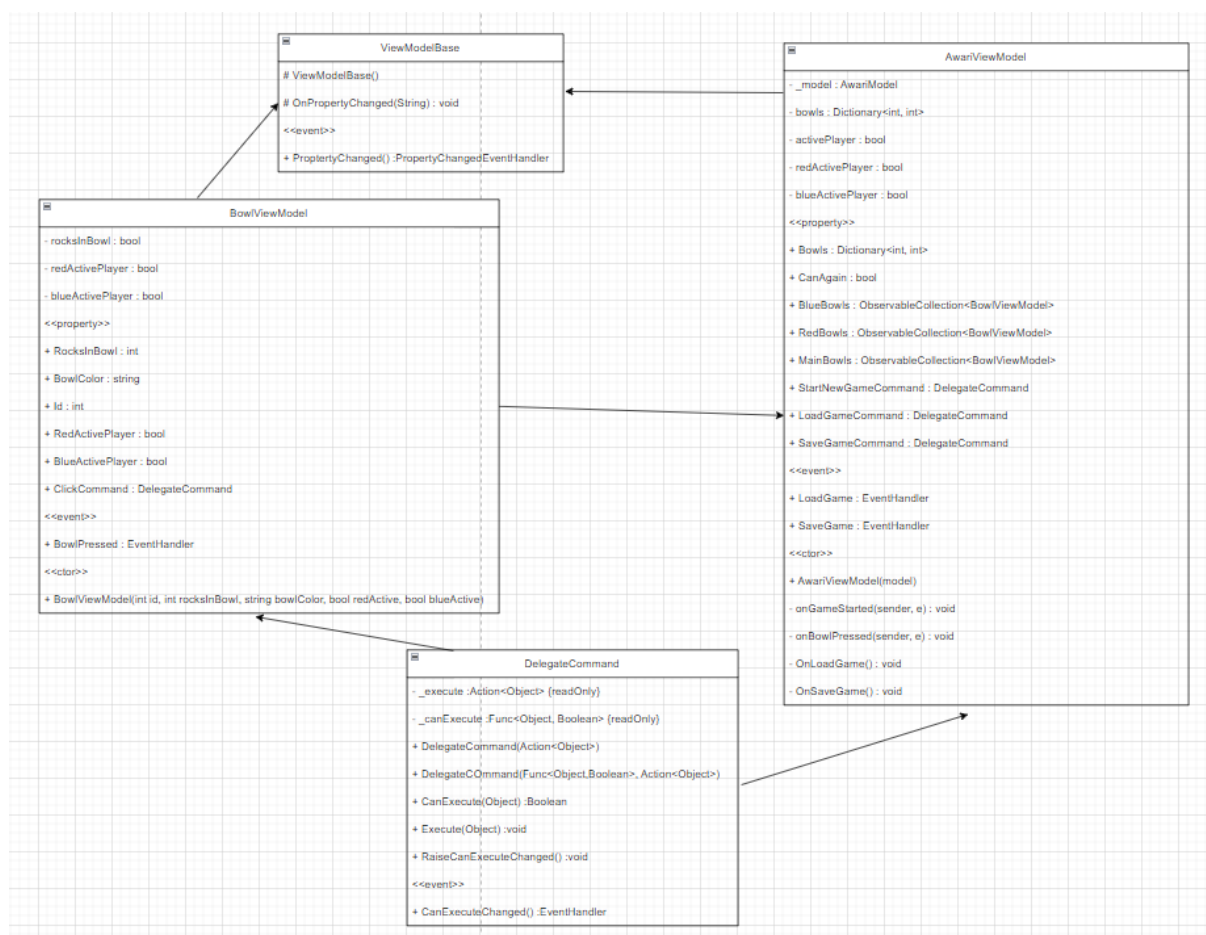 ViewModelBase
# ViewModelBase()
# OnPropertyChanged(String) : void
<<event>>
+ ProptertyChanged() :PropertyChangedEventHandler
AwariViewModel
- _model : AwariModel
- bowls : Dictionary<int, int>
- activePlayer : bool
- redActivePlayer : bool
- blueActivePlayer : bool
<<property>>
+ Bowls : Dictionary<int, int>
+ CanAgain : bool
+ BlueBowls : ObservableCollection<BowlViewModel>
+ RedBowls : ObservableCollection<BowlViewModel>
+ MainBowls : ObservableCollection<BowlViewModel>
+ StartNewGameCommand : DelegateCommand
+ LoadGameCommand : DelegateCommand
+ SaveGameCommand : DelegateCommand
<<event>>
+ LoadGame : EventHandler
+ SaveGame : EventHandler
<<ctor>>
+ AwariViewModel(model)
- onGameStarted(sender, e) : void
- onBowlPressed(sender, e) : void
- OnLoadGame() : void
- OnSaveGame() : void
BowlViewModel
- rocksInBowl : bool
- redActivePlayer : bool
- blueActivePlayer : bool
<<property>>
+ RocksInBowl : int
+ BowlColor : string
+ Id : int
+ RedActivePlayer : bool
+ BlueActivePlayer : bool
+ ClickCommand : DelegateCommand
<<event>>
+ BowlPressed : EventHandler
<<ctor>>
+ BowlViewModel(int id, int rocksInBowl, string bowlColor, bool redActive, bool blueActive)
DelegateCommand
- _execute :Action<Object> {readOnly}
- _canExecute :Func<Object, Boolean> {readOnly}
+ DelegateCommand(Action<Object>)
+ DelegateCOmmand(Func<Object,Boolean>, Action<Object>)
+ CanExecute(Object) :Boolean
+ Execute(Object) :void
+ RaiseCanExecuteChanged() :void
<<event>>
+ CanExecuteChanged() :EventHandler